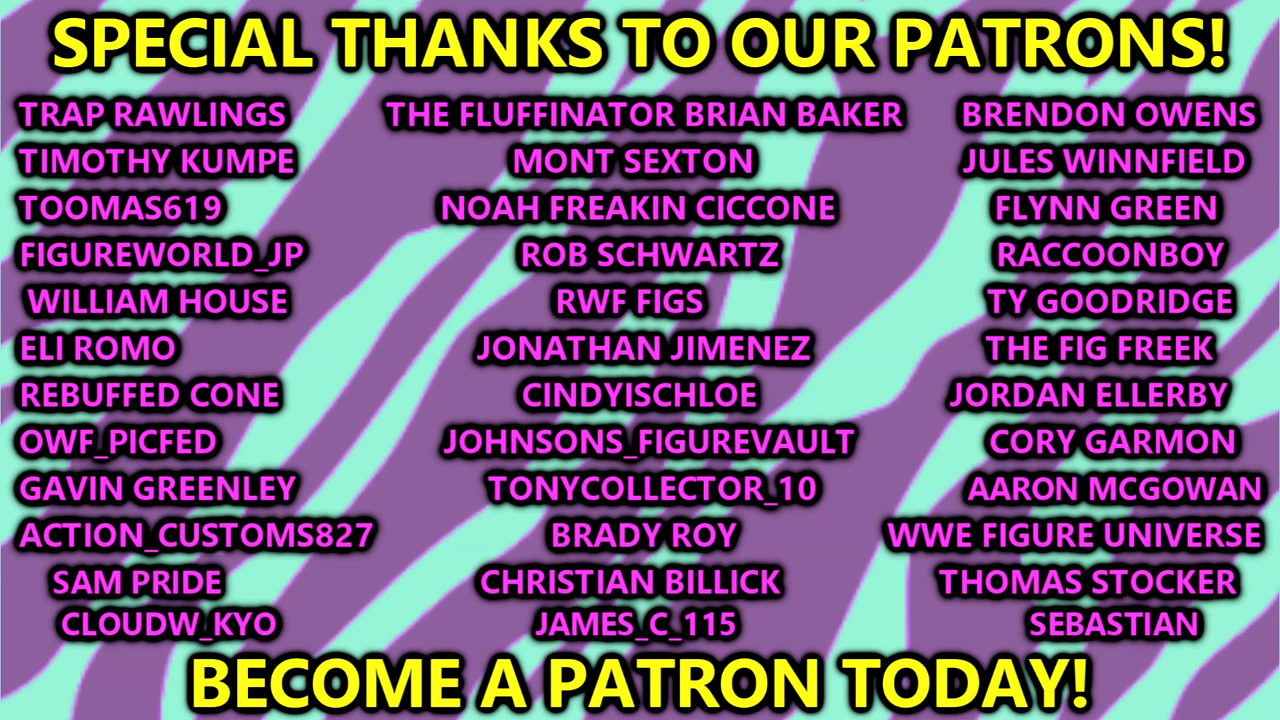 SPECIAL THANKS TO OUR PATRONS!
TRAP RAWLINGS THE FLUFFINATOR BRIAN BAKER BRENDON OWENS
TIMOTHY KUMPE MONT SEXTON JULES WINNFIELD
TOOMAS619 NOAH FREAKIN CICCONE FLYNN GREEN
FIGUREWORLD_JP ROB SCHWARTZ RACCOONBOY
WILLIAM HOUSE RWF FIGS TY GOODRIDGE
ELI ROMO JONATHAN JIMENEZ THE FIG FREEK
REBUFFED CONE CINDYISCHLOE JORDAN ELLERBY
OWF_PICFED JOHNSONS_FIGUREVAULT CORY GARMON
GAVIN GREENLEY TONYCOLLECTOR_10 AARON MCGOWAN
ACTION_CUSTOMS827 BRADY ROY WWE FIGURE UNIVERSE
SAM PRIDE CHRISTIAN BILLICK THOMAS STOCKER
CLOUDW_KYO JAMES_C_115 SEBASTIAN
BECOME A PATRON TODAY!